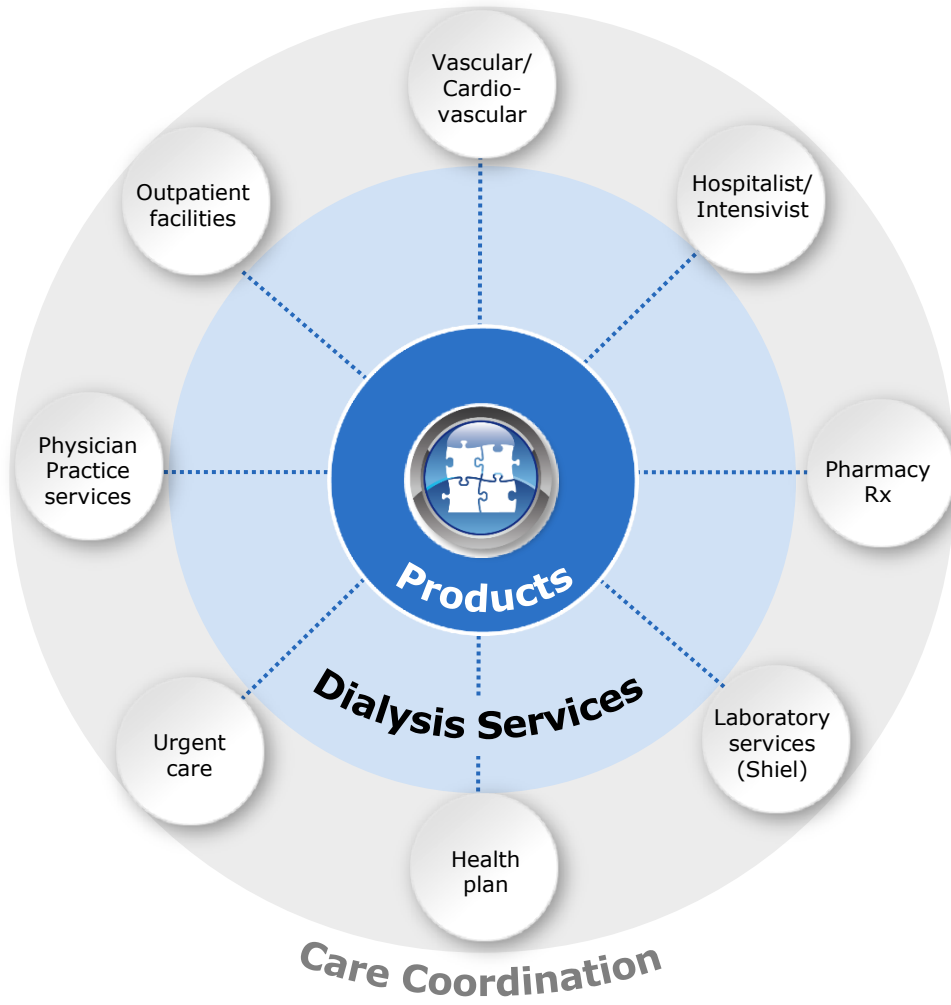 Vascular/
Cardio-
vascular
Hospitalist/
Intensivist
Outpatient
facilities
Physician
Practice
services
Pharmacy
Rx
Products
Dialysis Services
Urgent
care
Laboratory
services
(Shiel)
Health
plan
Care Coordination